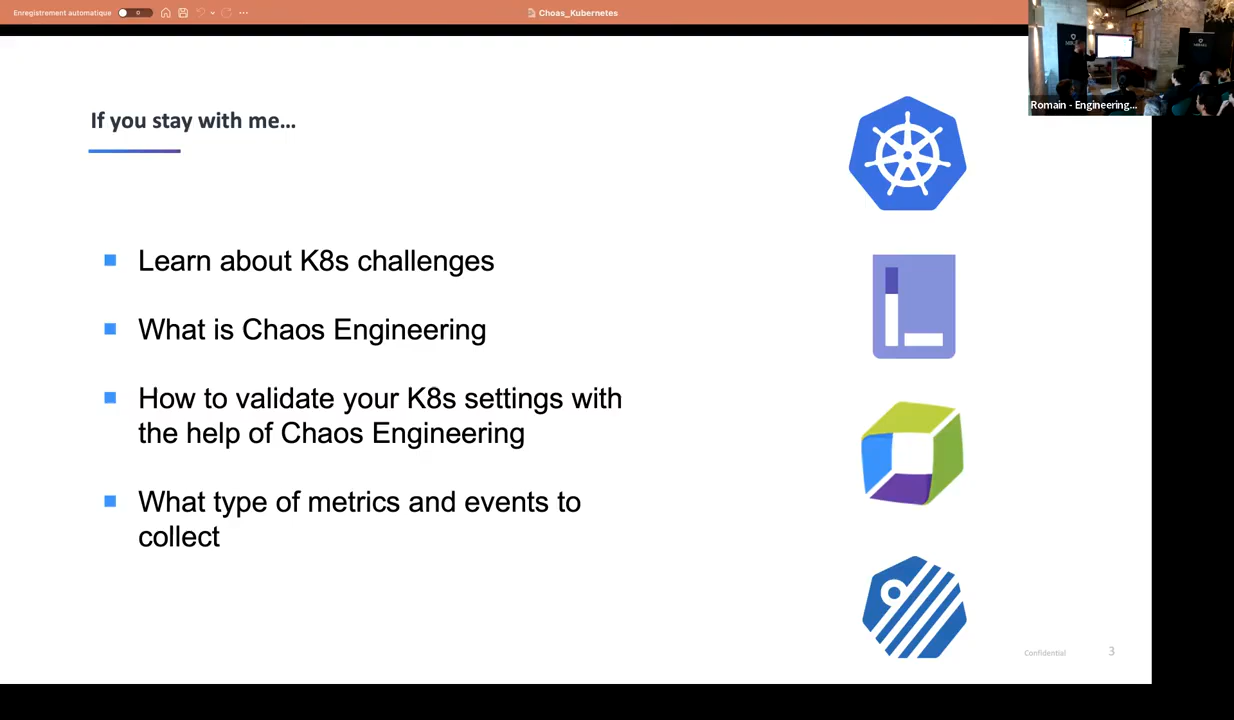 Enregistrement automatique
Choas_Kubernetes
Romain - Engineering...
If you stay with me...
Learn about K8s challenges
What is Chaos Engineering
How to validate your K8s settings with
the help of Chaos Engineering
What type of metrics and events to
collect
Confidential
3